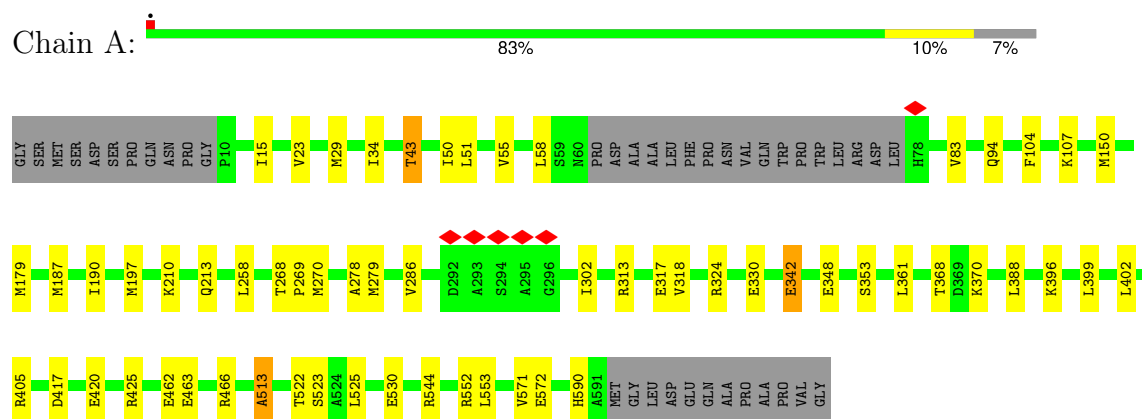 Chain A:
•
83% 10% 7%
GLY SER MET SER ASP SER PRO GLN ASN PRO GLY P10 I15 V23 M29 I34 T43 I50 L51 V55 L58 S59 N60 PRO ASP ALA ALA LEU PHE PRO ASN VAL GLN TRP PRO TRP LEU ARG ASP LEU H78 V83 Q94 F104 K107 M150
M179 M187 I190 M197 K210 Q213 L258 T268 P269 M270 A278 M279 V286 D292 A293 S294 A295 G296 I302 R313 E317 V318 R324 E330 E342 E348 S353 L361 T368 D369 K370 L388 K396 L399 L402
R405 D417 E420 R425 E462 E463 R466 A513 T522 S523 A524 L525 E530 R544 R552 L553 V571 E572 H590 A591 MET GLY LEU ASP GLU GLN ALA PRO ALA PRO VAL GLY